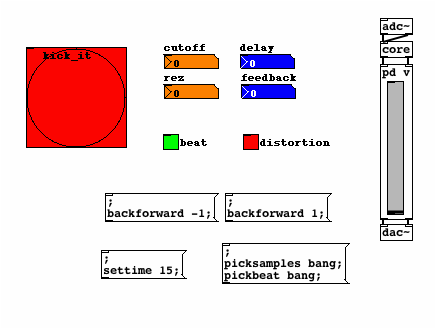 adc~
cutoff
delay
0
0
core
kick_it
rez
feedback
pd v
0
0
beat
distortion
;
backforward -1;
;
backforward 1;
dac~
;
settime 15;
;
picksamples bang;
pickbeat bang;